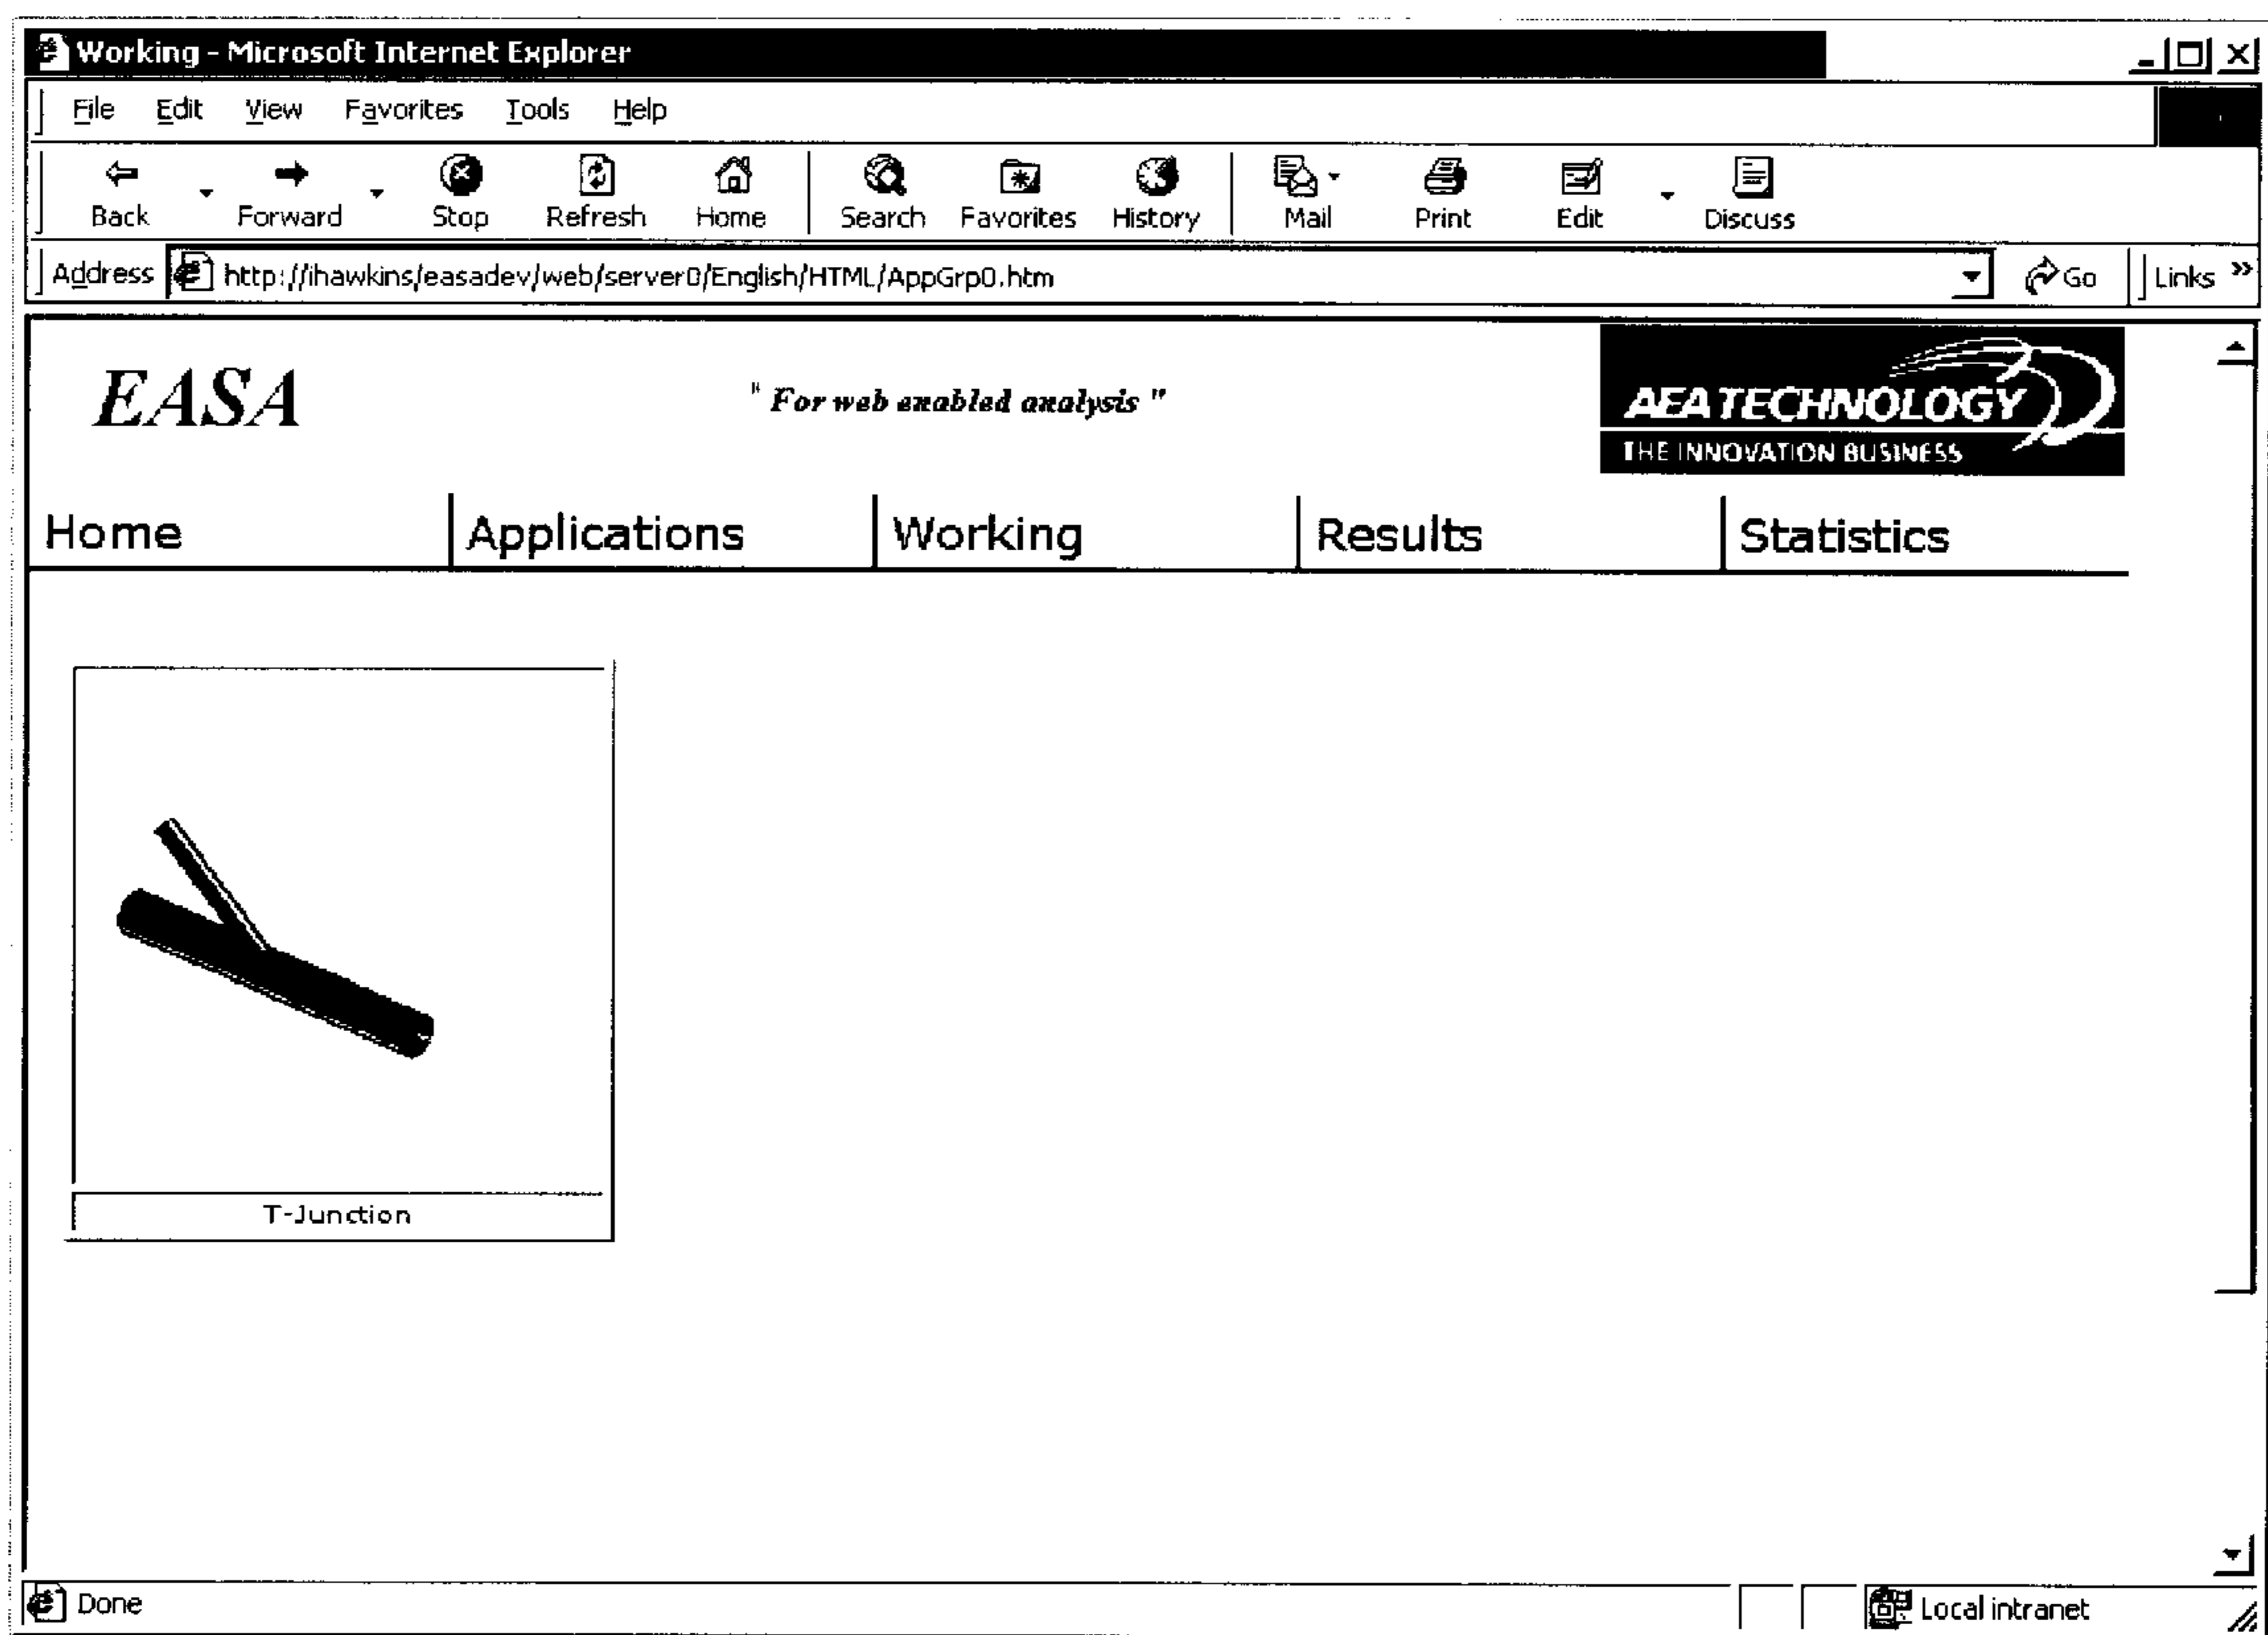 Working - Microsoft Internet Explorer
File Edit View Favorites Tools Help
Back Forward Stop Refresh Home Search Favorites History Mail Print Edit Discuss
Address http://ihawkins/easadev/web/server0/English/HTML/AppGrp0.htm Go Links »
EASA " For web enabled analysis " AEA TECHNOLOGY
THE INNOVATION BUSINESS
Home Applications Working Results Statistics
T-Junction
Done Local intranet